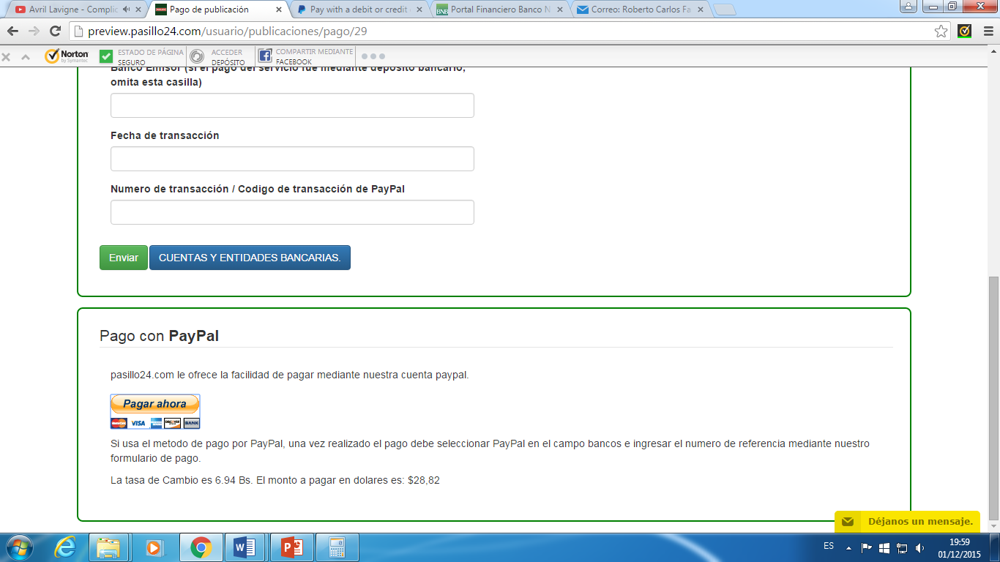 Avril Lavigne - Complic
Pago de publicación
Pay with a debit or credit
Portal Financiero Banco N
Correo: Roberto Carlos Fa
preview.pasillo24.com/usuario/publicaciones/pago/29
Norton
by Symantec
ESTADO DE PÁGINA
SEGURO
ACCEDER
DEPÓSITO
COMPARTIR MEDIANTE
FACEBOOK
Banco Emisor (si el pago del servicio fue mediante deposito bancario,
omita esta casilla)
Fecha de transacción
Numero de transacción / Codigo de transacción de PayPal
Enviar
CUENTAS Y ENTIDADES BANCARIAS.
Pago con PayPal
pasillo24.com le ofrece la facilidad de pagar mediante nuestra cuenta paypal.
Pagar ahora
MasterCard VISA DISCOVER BANK
Si usa el metodo de pago por PayPal, una vez realizado el pago debe seleccionar PayPal en el campo bancos e ingresar el numero de referencia mediante nuestro
formulario de pago.
La tasa de Cambio es 6.94 Bs. El monto a pagar en dolares es: $28,82
Déjanos un mensaje.
ES
19:59
01/12/2015